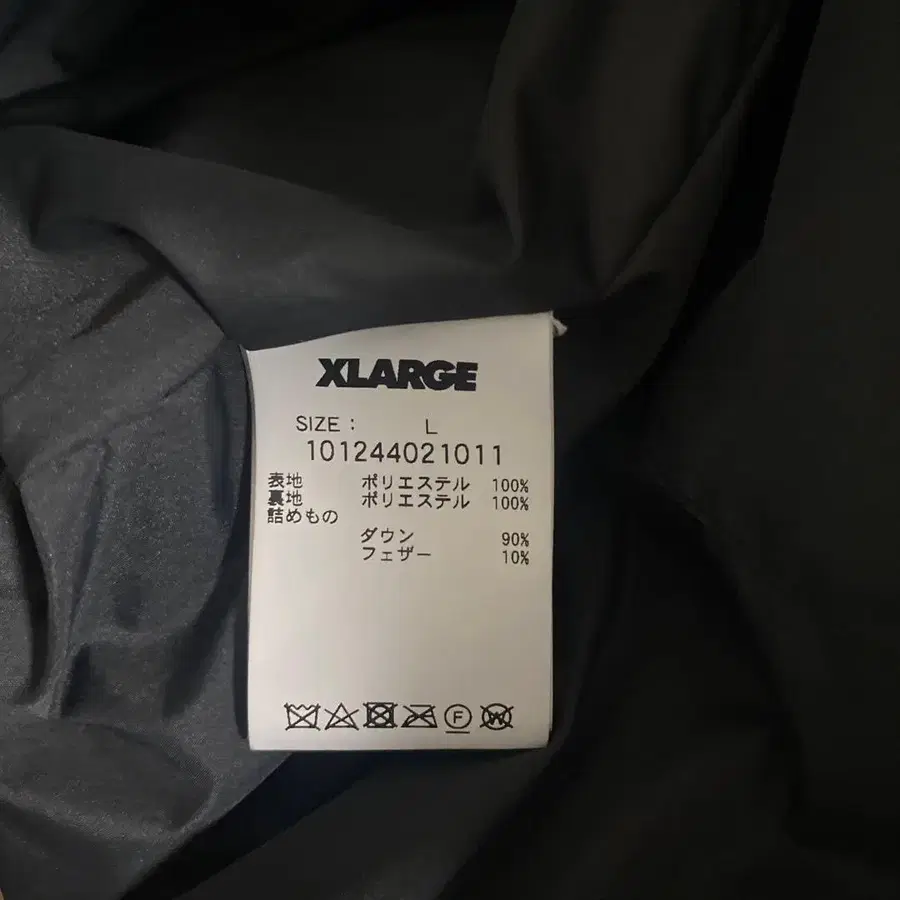 XLARGE
SIZE : L
101244021011
表地 ポリエステル 100%
裏地 ポリエステル 100%
詰めもの
ダウン 90%
フェザー 10%
F W